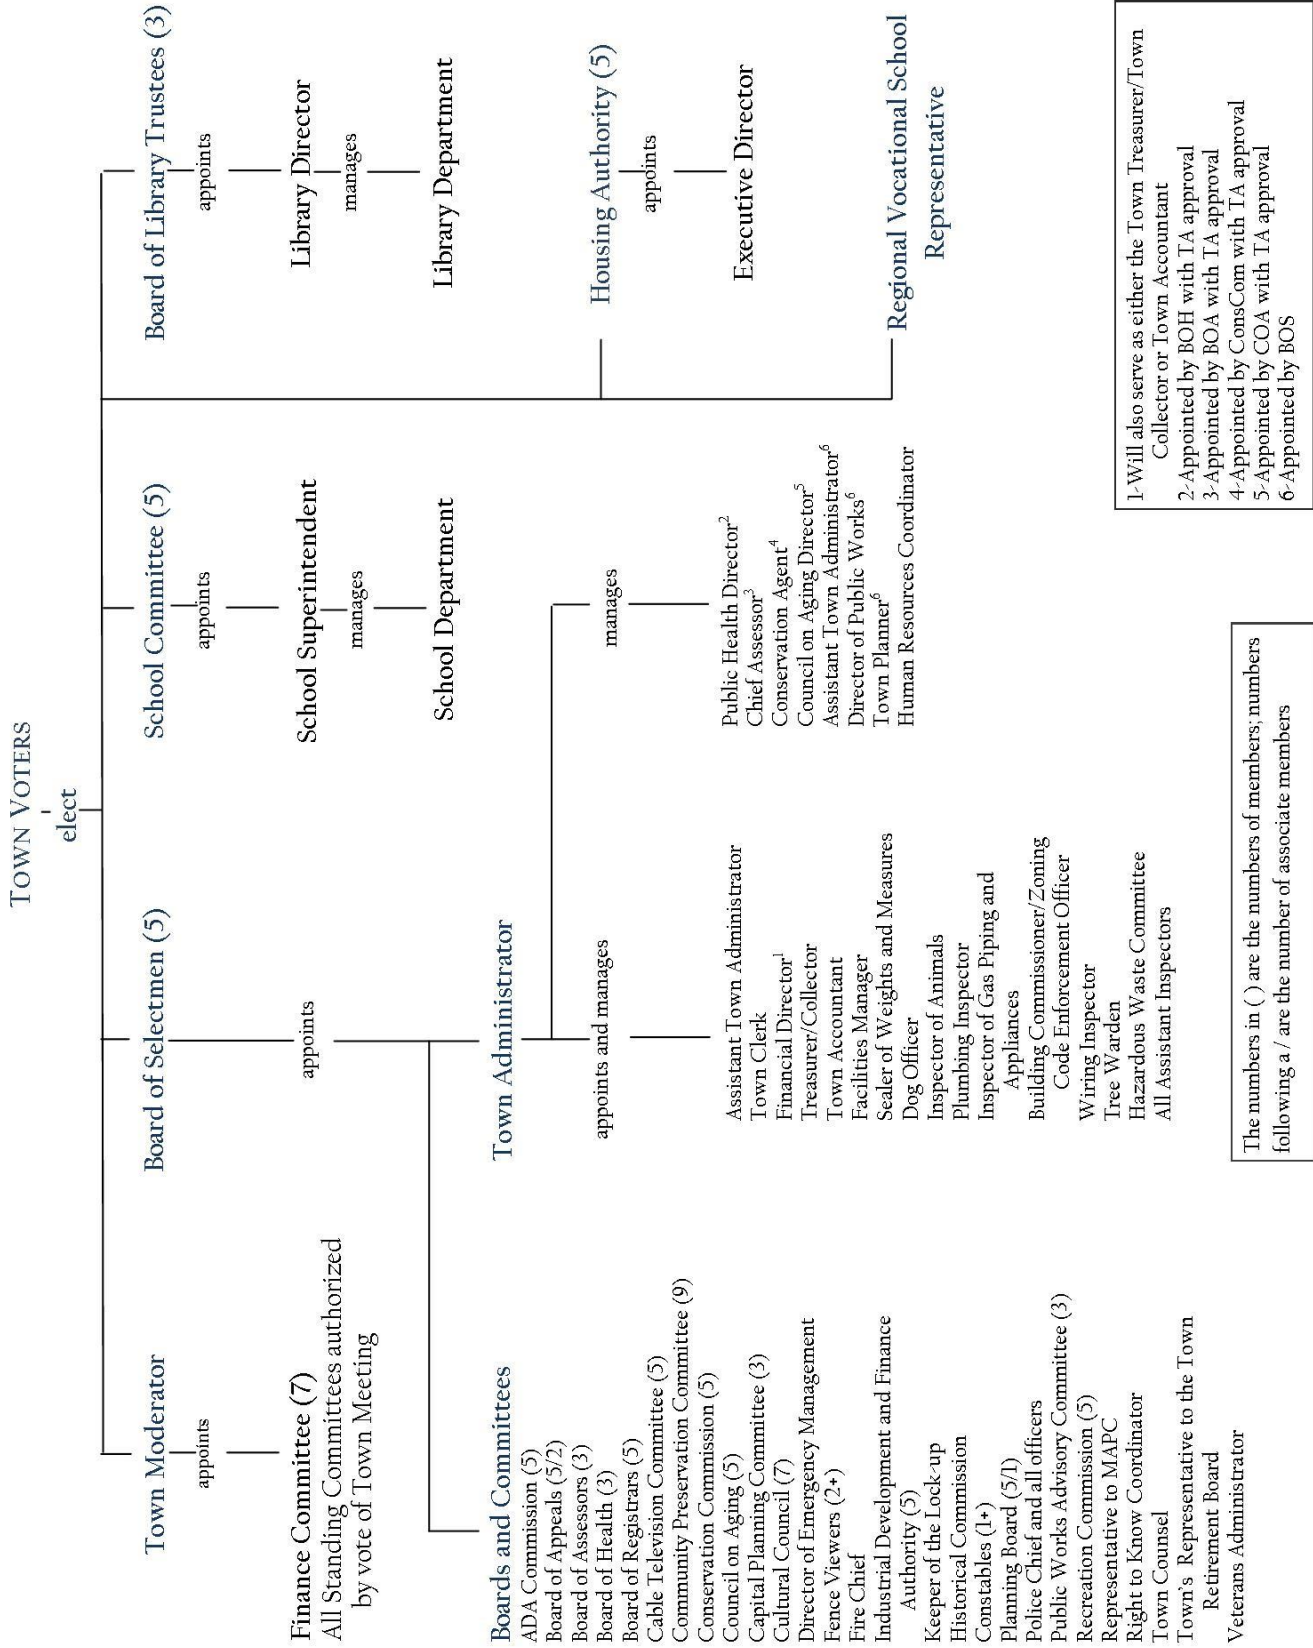 TOWN VOTERS
elect
Town Moderator
appoints
Finance Committee (7)
All Standing Committees authorized
by vote of Town Meeting
Board of Selectmen (5)
appoints
Boards and Committees
ADA Commission (5)
Board of Appeals (5/2)
Board of Assessors (3)
Board of Health (3)
Board of Registrars (5)
Cable Television Committee (5)
Community Preservation Committee (9)
Conservation Commission (5)
Council on Aging (5)
Capital Planning Committee (3)
Cultural Council (7)
Director of Emergency Management
Fence Viewers (2+)
Fire Chief
Industrial Development and Finance
Authority (5)
Keeper of the Lock-up
Historical Commission
Constables (1+)
Planning Board (5/1)
Police Chief and all officers
Public Works Advisory Committee (3)
Recreation Commission (5)
Representative to MAPC
Right to Know Coordinator
Town Counsel
Town's Representative to the Town
Retirement Board
Veterans Administrator
Town Administrator
appoints and manages
Assistant Town Administrator
Town Clerk
Financial Director¹
Treasurer/Collector
Town Accountant
Facilities Manager
Sealer of Weights and Measures
Dog Officer
Inspector of Animals
Plumbing Inspector
Inspector of Gas Piping and
Appliances
Building Commissioner/Zoning
Code Enforcement Officer
Wiring Inspector
Tree Warden
Hazardous Waste Committee
All Assistant Inspectors
manages
Public Health Director²
Chief Assessor³
Conservation Agent⁴
Council on Aging Director⁵
Assistant Town Administrator⁶
Director of Public Works⁶
Town Planner⁶
Human Resources Coordinator
School Committee (5)
appoints
School Superintendent
manages
School Department
Board of Library Trustees (3)
appoints
Library Director
manages
Library Department
Housing Authority (5)
appoints
Executive Director
Regional Vocational School
Representative
The numbers in ( ) are the numbers of members; numbers
following a / are the number of associate members
1-Will also serve as either the Town Treasurer/Town
Collector or Town Accountant
2-Appointed by BOH with TA approval
3-Appointed by BOA with TA approval
4-Appointed by ConsCom with TA approval
5-Appointed by COA with TA approval
6-Appointed by BOS